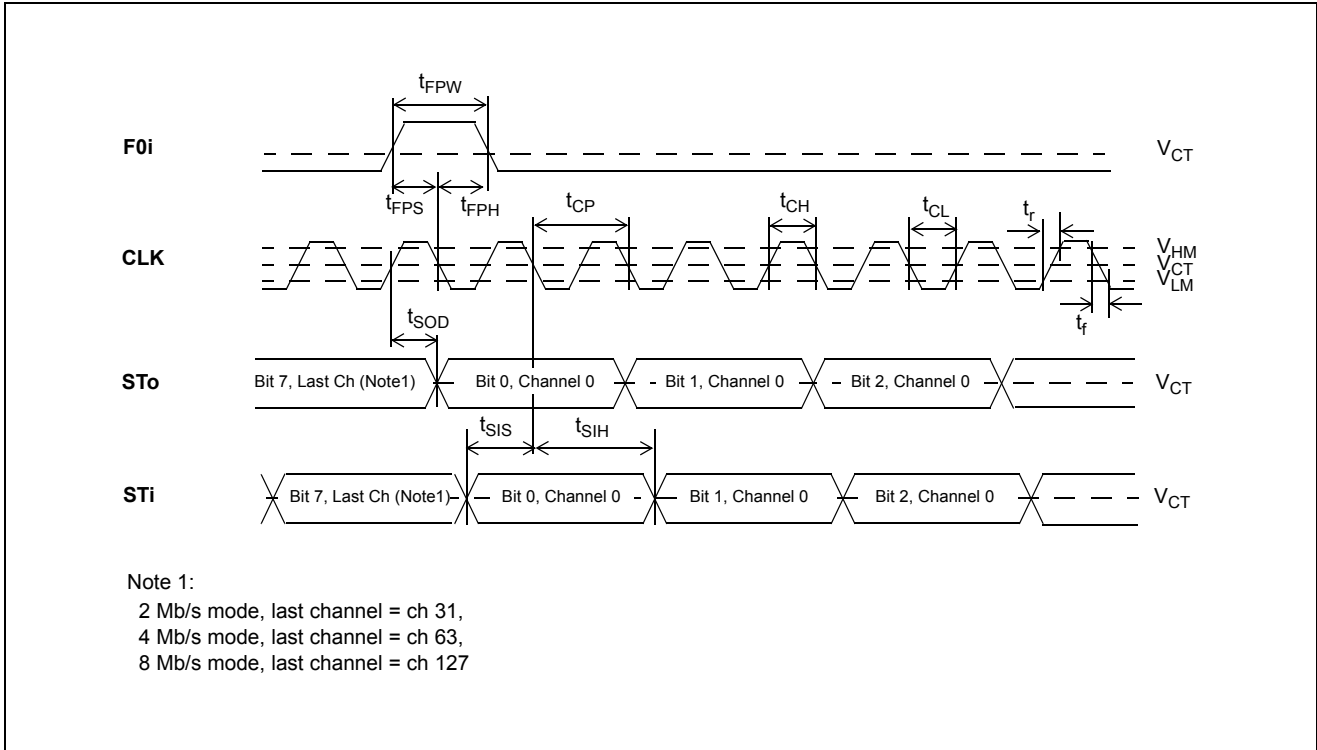 tFPW
F0i
VCT
tFPS
tFPH
tCP
tCH
tCL
tr
VHM
CLK
VCT
VLM
tf
tSOD
STo
Bit 7, Last Ch (Note1)
Bit 0, Channel 0
Bit 1, Channel 0
Bit 2, Channel 0
VCT
tSIS
tSIH
STi
Bit 7, Last Ch (Note1)
Bit 0, Channel 0
Bit 1, Channel 0
Bit 2, Channel 0
VCT
Note 1:
2 Mb/s mode, last channel = ch 31,
4 Mb/s mode, last channel = ch 63,
8 Mb/s mode, last channel = ch 127